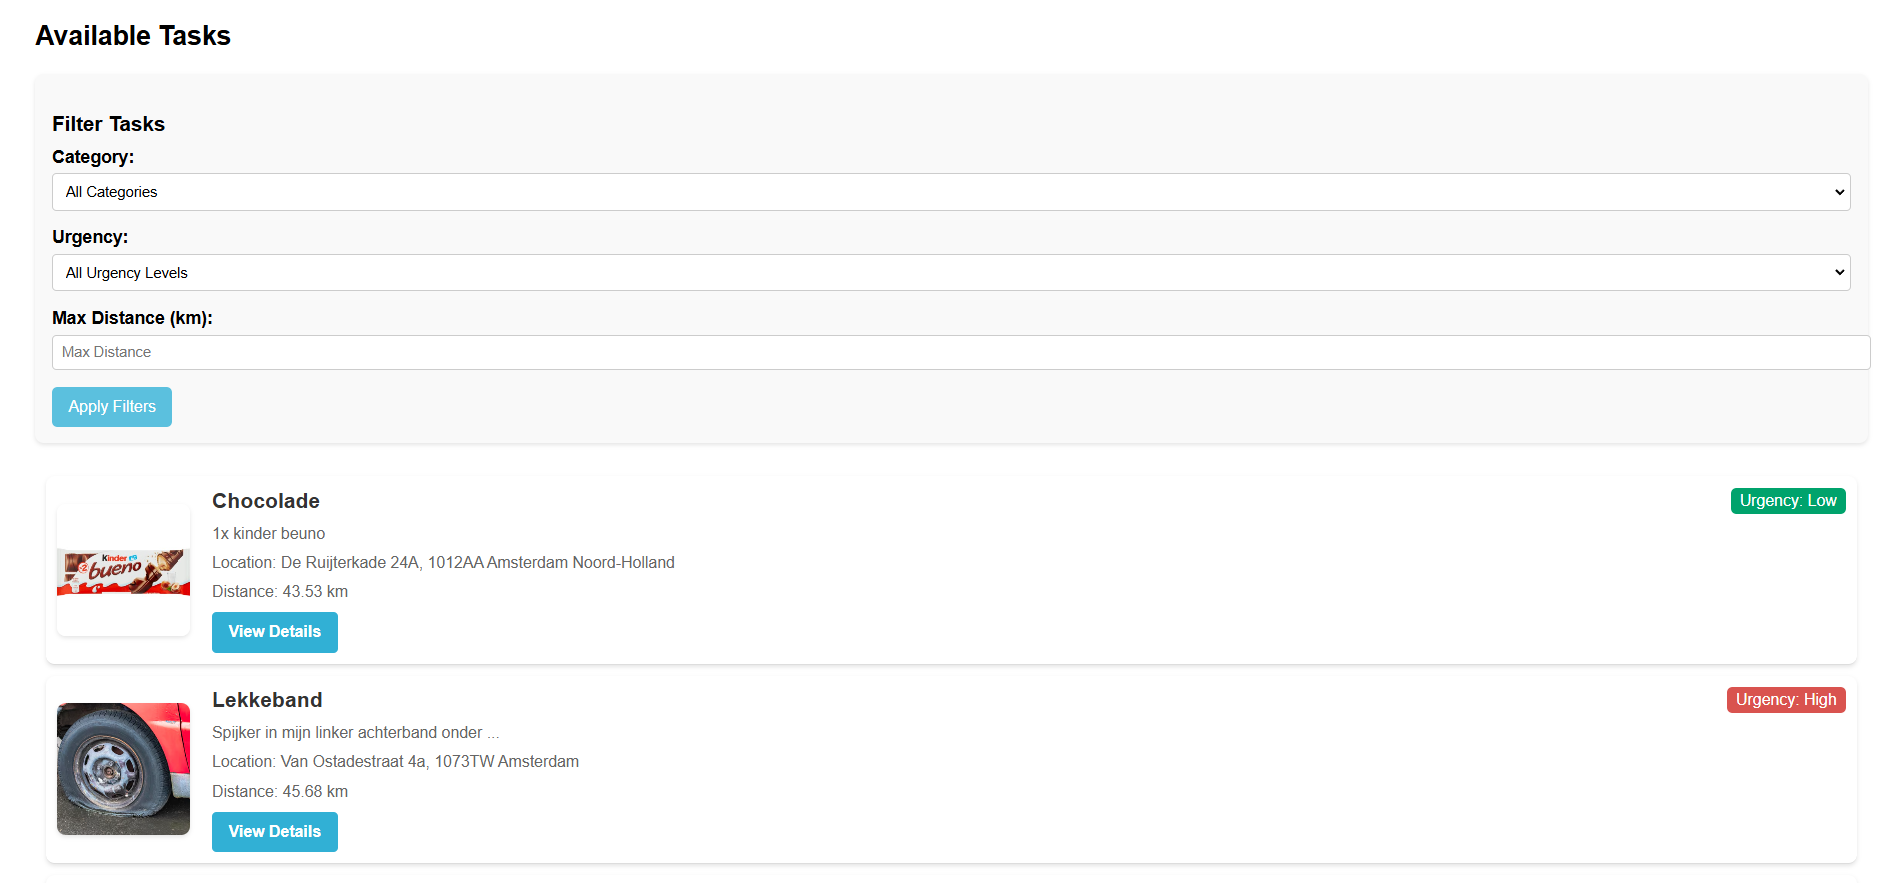 Available Tasks
Filter Tasks
Category:
All Categories
Urgency:
All Urgency Levels
Max Distance (km):
Max Distance
Apply Filters
Chocolade
Urgency: Low
1x kinder beuno
Location: De Ruijterkade 24A, 1012AA Amsterdam Noord-Holland
Distance: 43.53 km
View Details
Kinder
bueno
Lekkeband
Urgency: High
Spijker in mijn linker achterband onder ...
Location: Van Ostadestraat 4a, 1073TW Amsterdam
Distance: 45.68 km
View Details